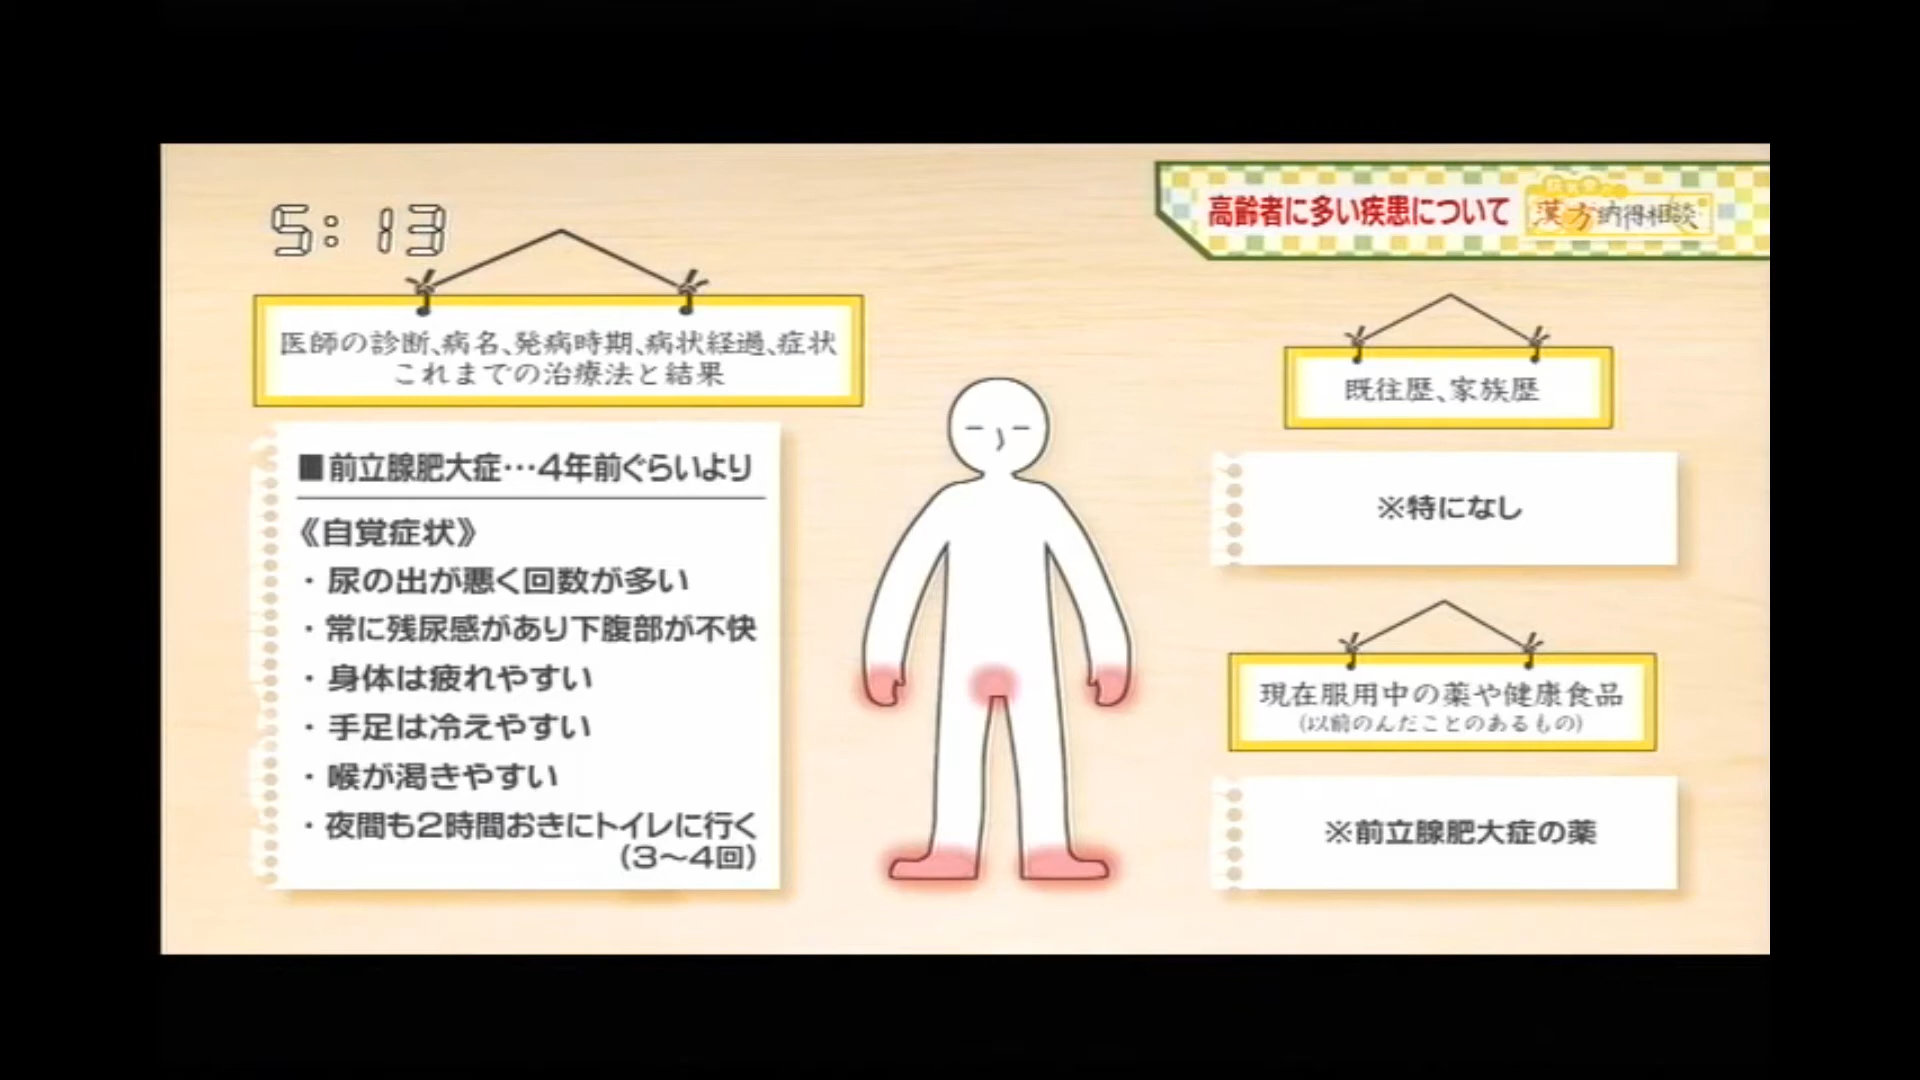 5:13
高齢者に多い疾患について
漢方納得相談
医師の診断、病名、発病時期、病状経過、症状
これまでの治療法と結果
■前立腺肥大症…4年前ぐらいより
《自覚症状》
・尿の出が悪く回数が多い
・常に残尿感があり下腹部が不快
・身体は疲れやすい
・手足は冷えやすい
・喉が渇きやすい
・夜間も2時間おきにトイレに行く
(3〜4回)
既往歴、家族歴
※特になし
現在服用中の薬や健康食品
(以前のんだことのあるもの)
※前立腺肥大症の薬